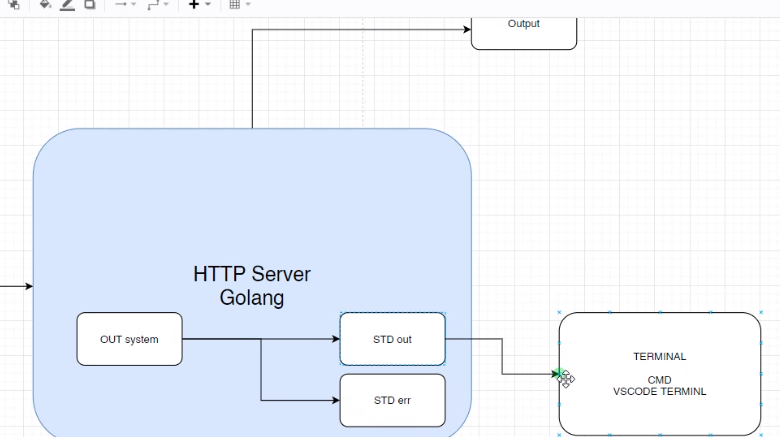 Output
HTTP Server
Golang
OUT system
STD out
STD err
TERMINAL
CMD
VSCODE TERMINL